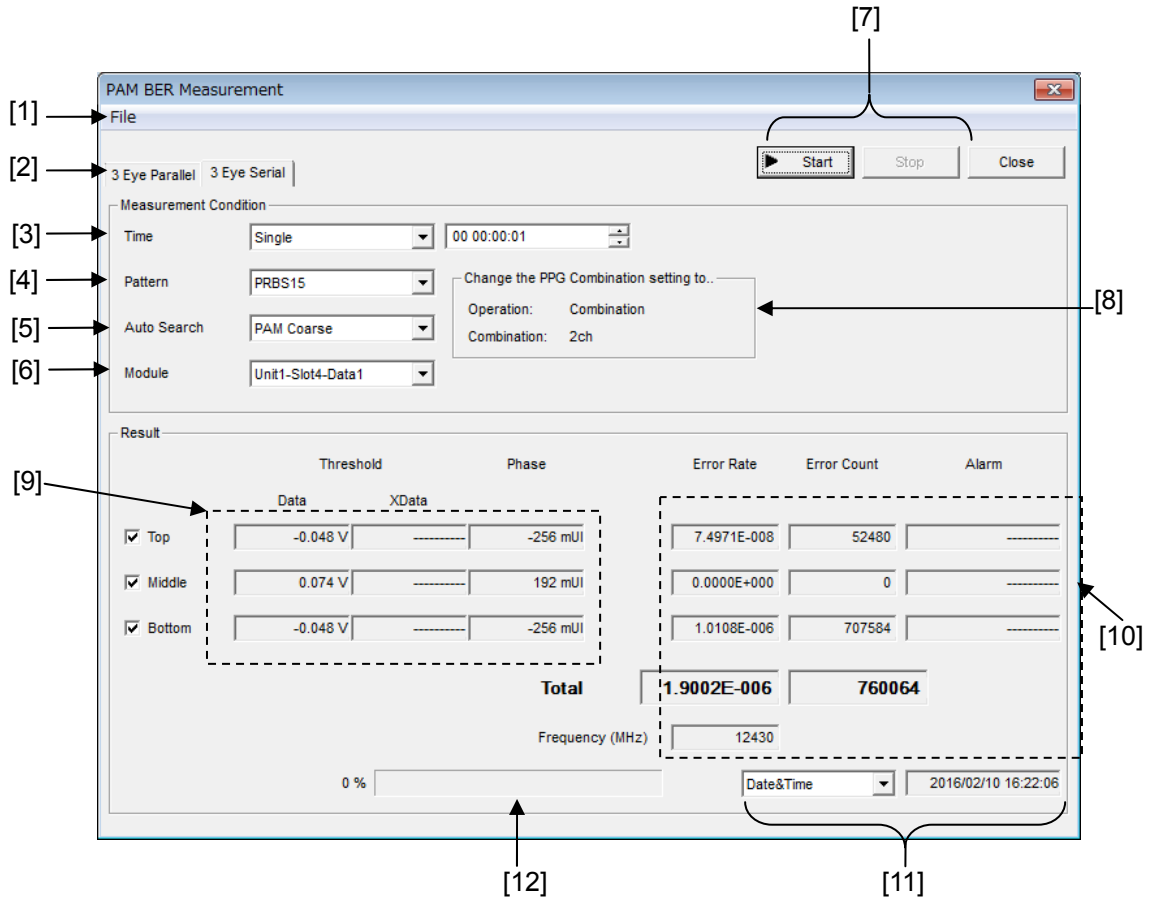 [7]
PAM BER Measurement
[1] File
Start Stop Close
[2] 3 Eye Parallel 3 Eye Serial
Measurement Condition
[3] Time Single 00 00:00:01
[4] Pattern PRBS15 Change the PPG Combination setting to..
[8]
Operation: Combination
[5] Auto Search PAM Coarse Combination: 2ch
[6] Module Unit1-Slot4-Data1
Result
Threshold Phase Error Rate Error Count Alarm
[9]
Data XData
Top -0.048 V ---------- -256 mUI 7.4971E-008 52480 ----------
Middle 0.074 V ---------- 192 mUI 0.0000E+000 0 ----------
Bottom -0.048 V ---------- -256 mUI 1.0108E-006 707584 ----------
[10]
Total 1.9002E-006 760064
Frequency (MHz) 12430
0 % Date&Time 2016/02/10 16:22:06
[12] [11]